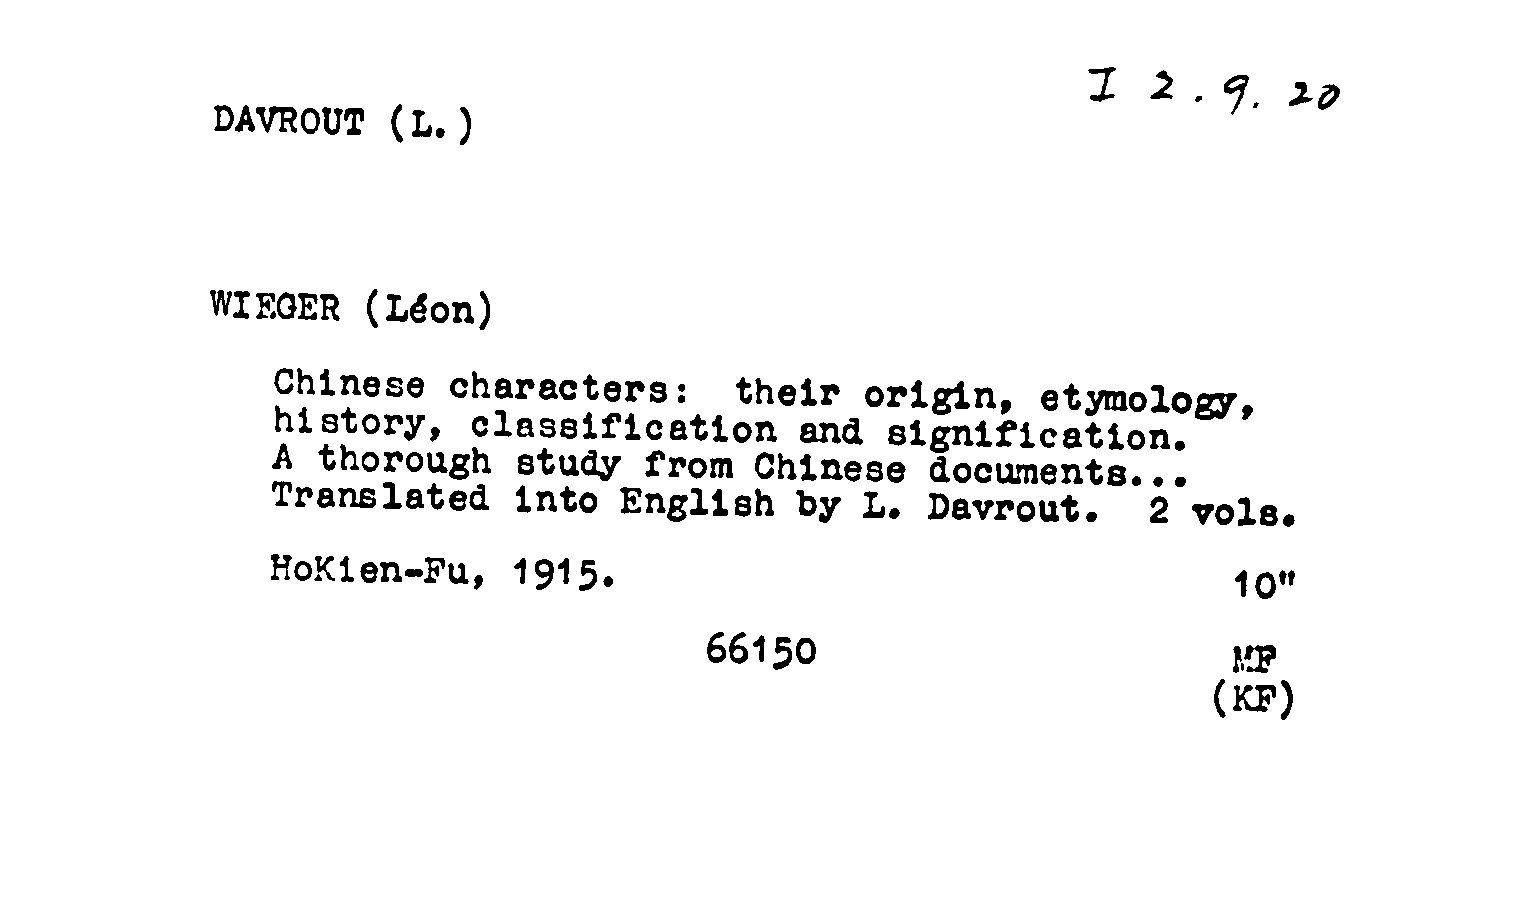 I 2.9.20
DAVROUT (L.)
WIEGER (Léon)
Chinese characters: their origin, etymology,
history, classification and signification.
A thorough study from Chinese documents...
Translated into English by L. Davrout. 2 vols.
HoKien-Fu, 1915.
10"
66150
MF
(KF)